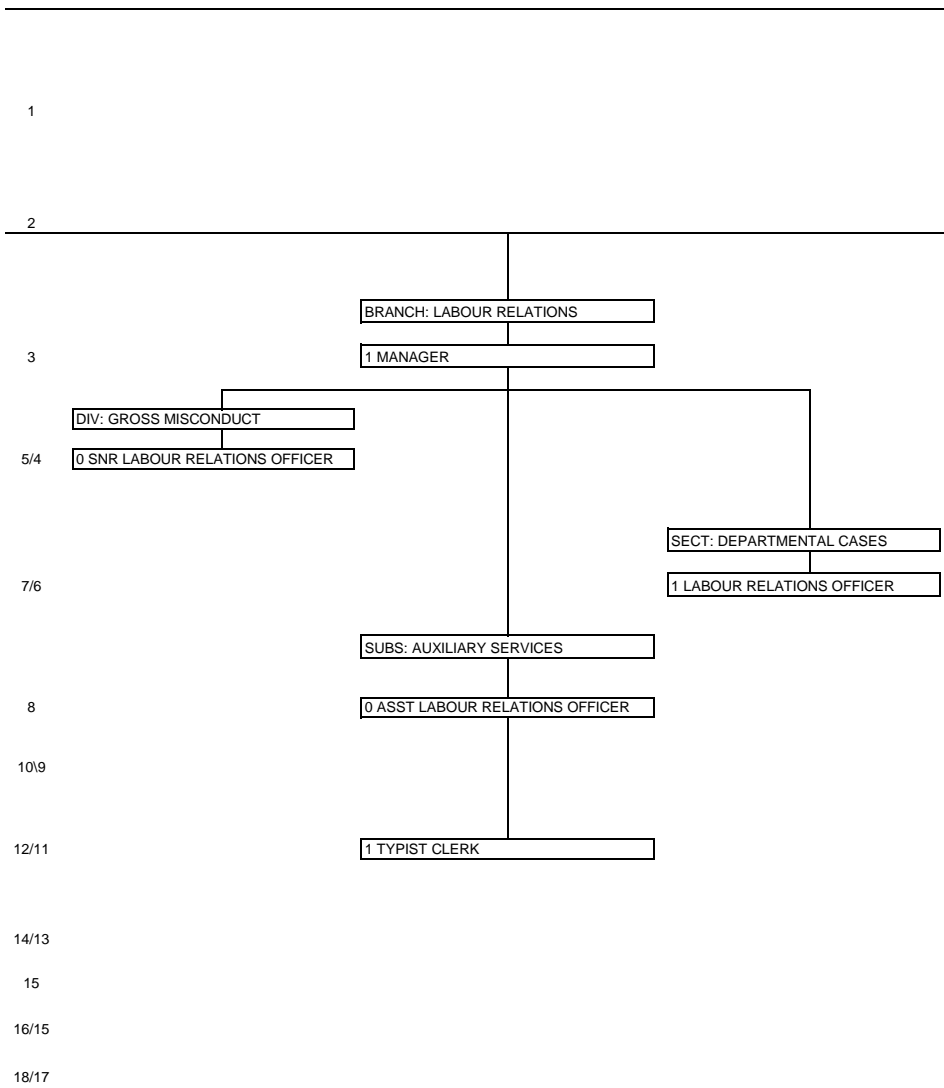 1
2
BRANCH: LABOUR RELATIONS
3
1 MANAGER
DIV: GROSS MISCONDUCT
5/4
0 SNR LABOUR RELATIONS OFFICER
SECT: DEPARTMENTAL CASES
7/6
1 LABOUR RELATIONS OFFICER
SUBS: AUXILIARY SERVICES
8
0 ASST LABOUR RELATIONS OFFICER
10\9
12/11
1 TYPIST CLERK
14/13
15
16/15
18/17